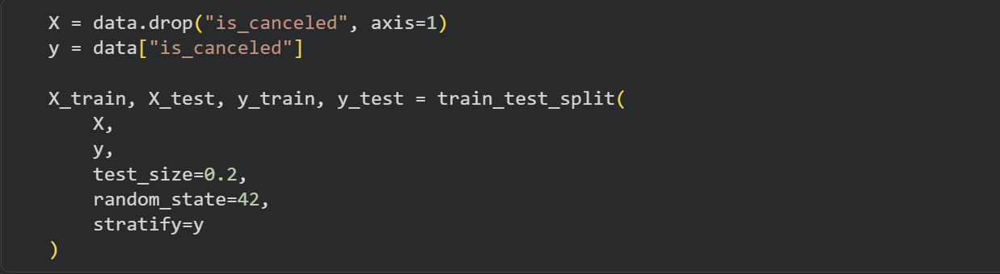 X = data.drop("is_canceled", axis=1)
y = data["is_canceled"]
X_train, X_test, y_train, y_test = train_test_split(
    X,
    y,
    test_size=0.2,
    random_state=42,
    stratify=y
)